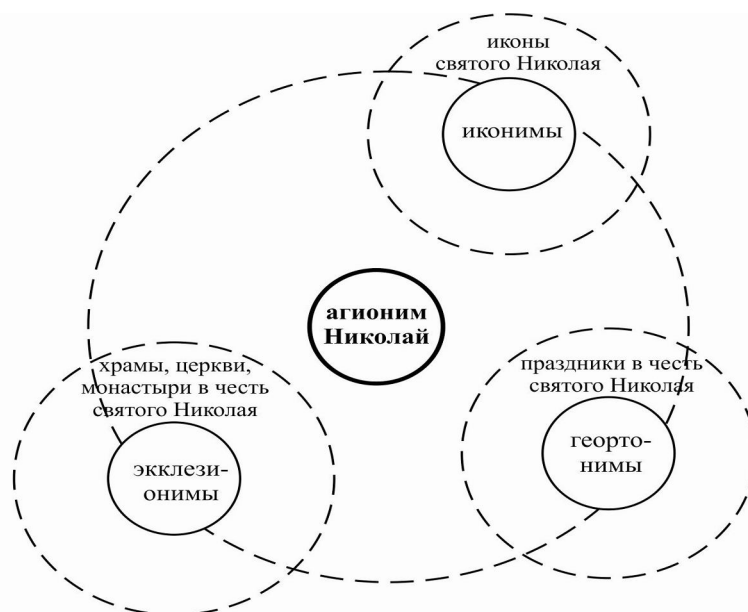 иконы
святого Николая
иконимы
агионим
Николай
храмы, церкви,
монастыри в честь
святого Николая
экклези-
онимы
праздники в честь
святого Николая
георто-
нимы